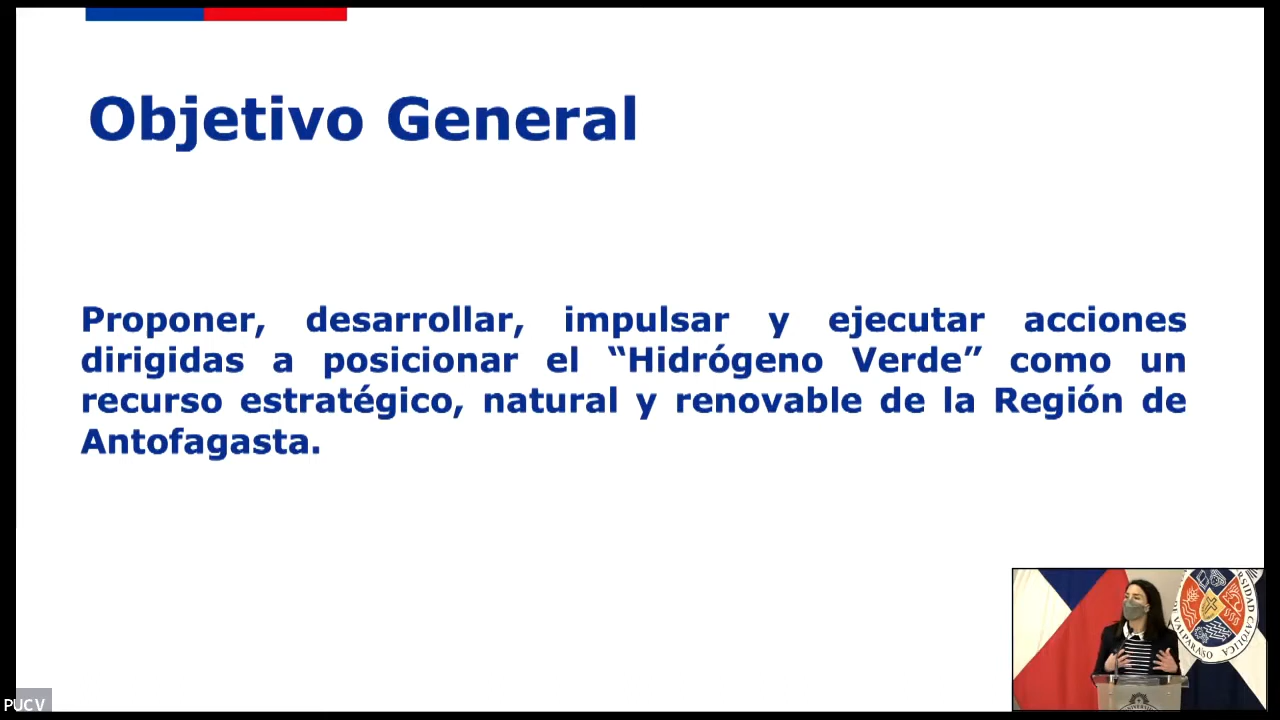 Objetivo General
Proponer, desarrollar, impulsar y ejecutar acciones
dirigidas a posicionar el “Hidrógeno Verde” como un
recurso estratégico, natural y renovable de la Región de
Antofagasta.
PUCV